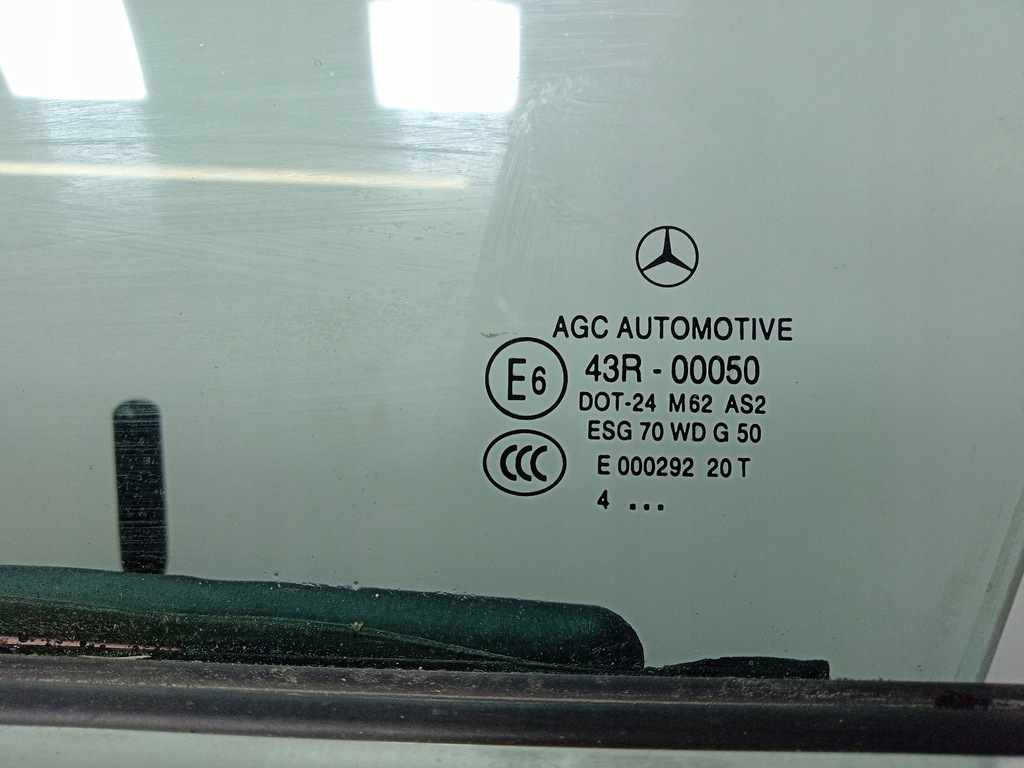 AGC AUTOMOTIVE
E6
43R - 00050
DOT-24 M62 AS2
ESG 70 WD G 50
CCC
E 000292 20 T
4 ...